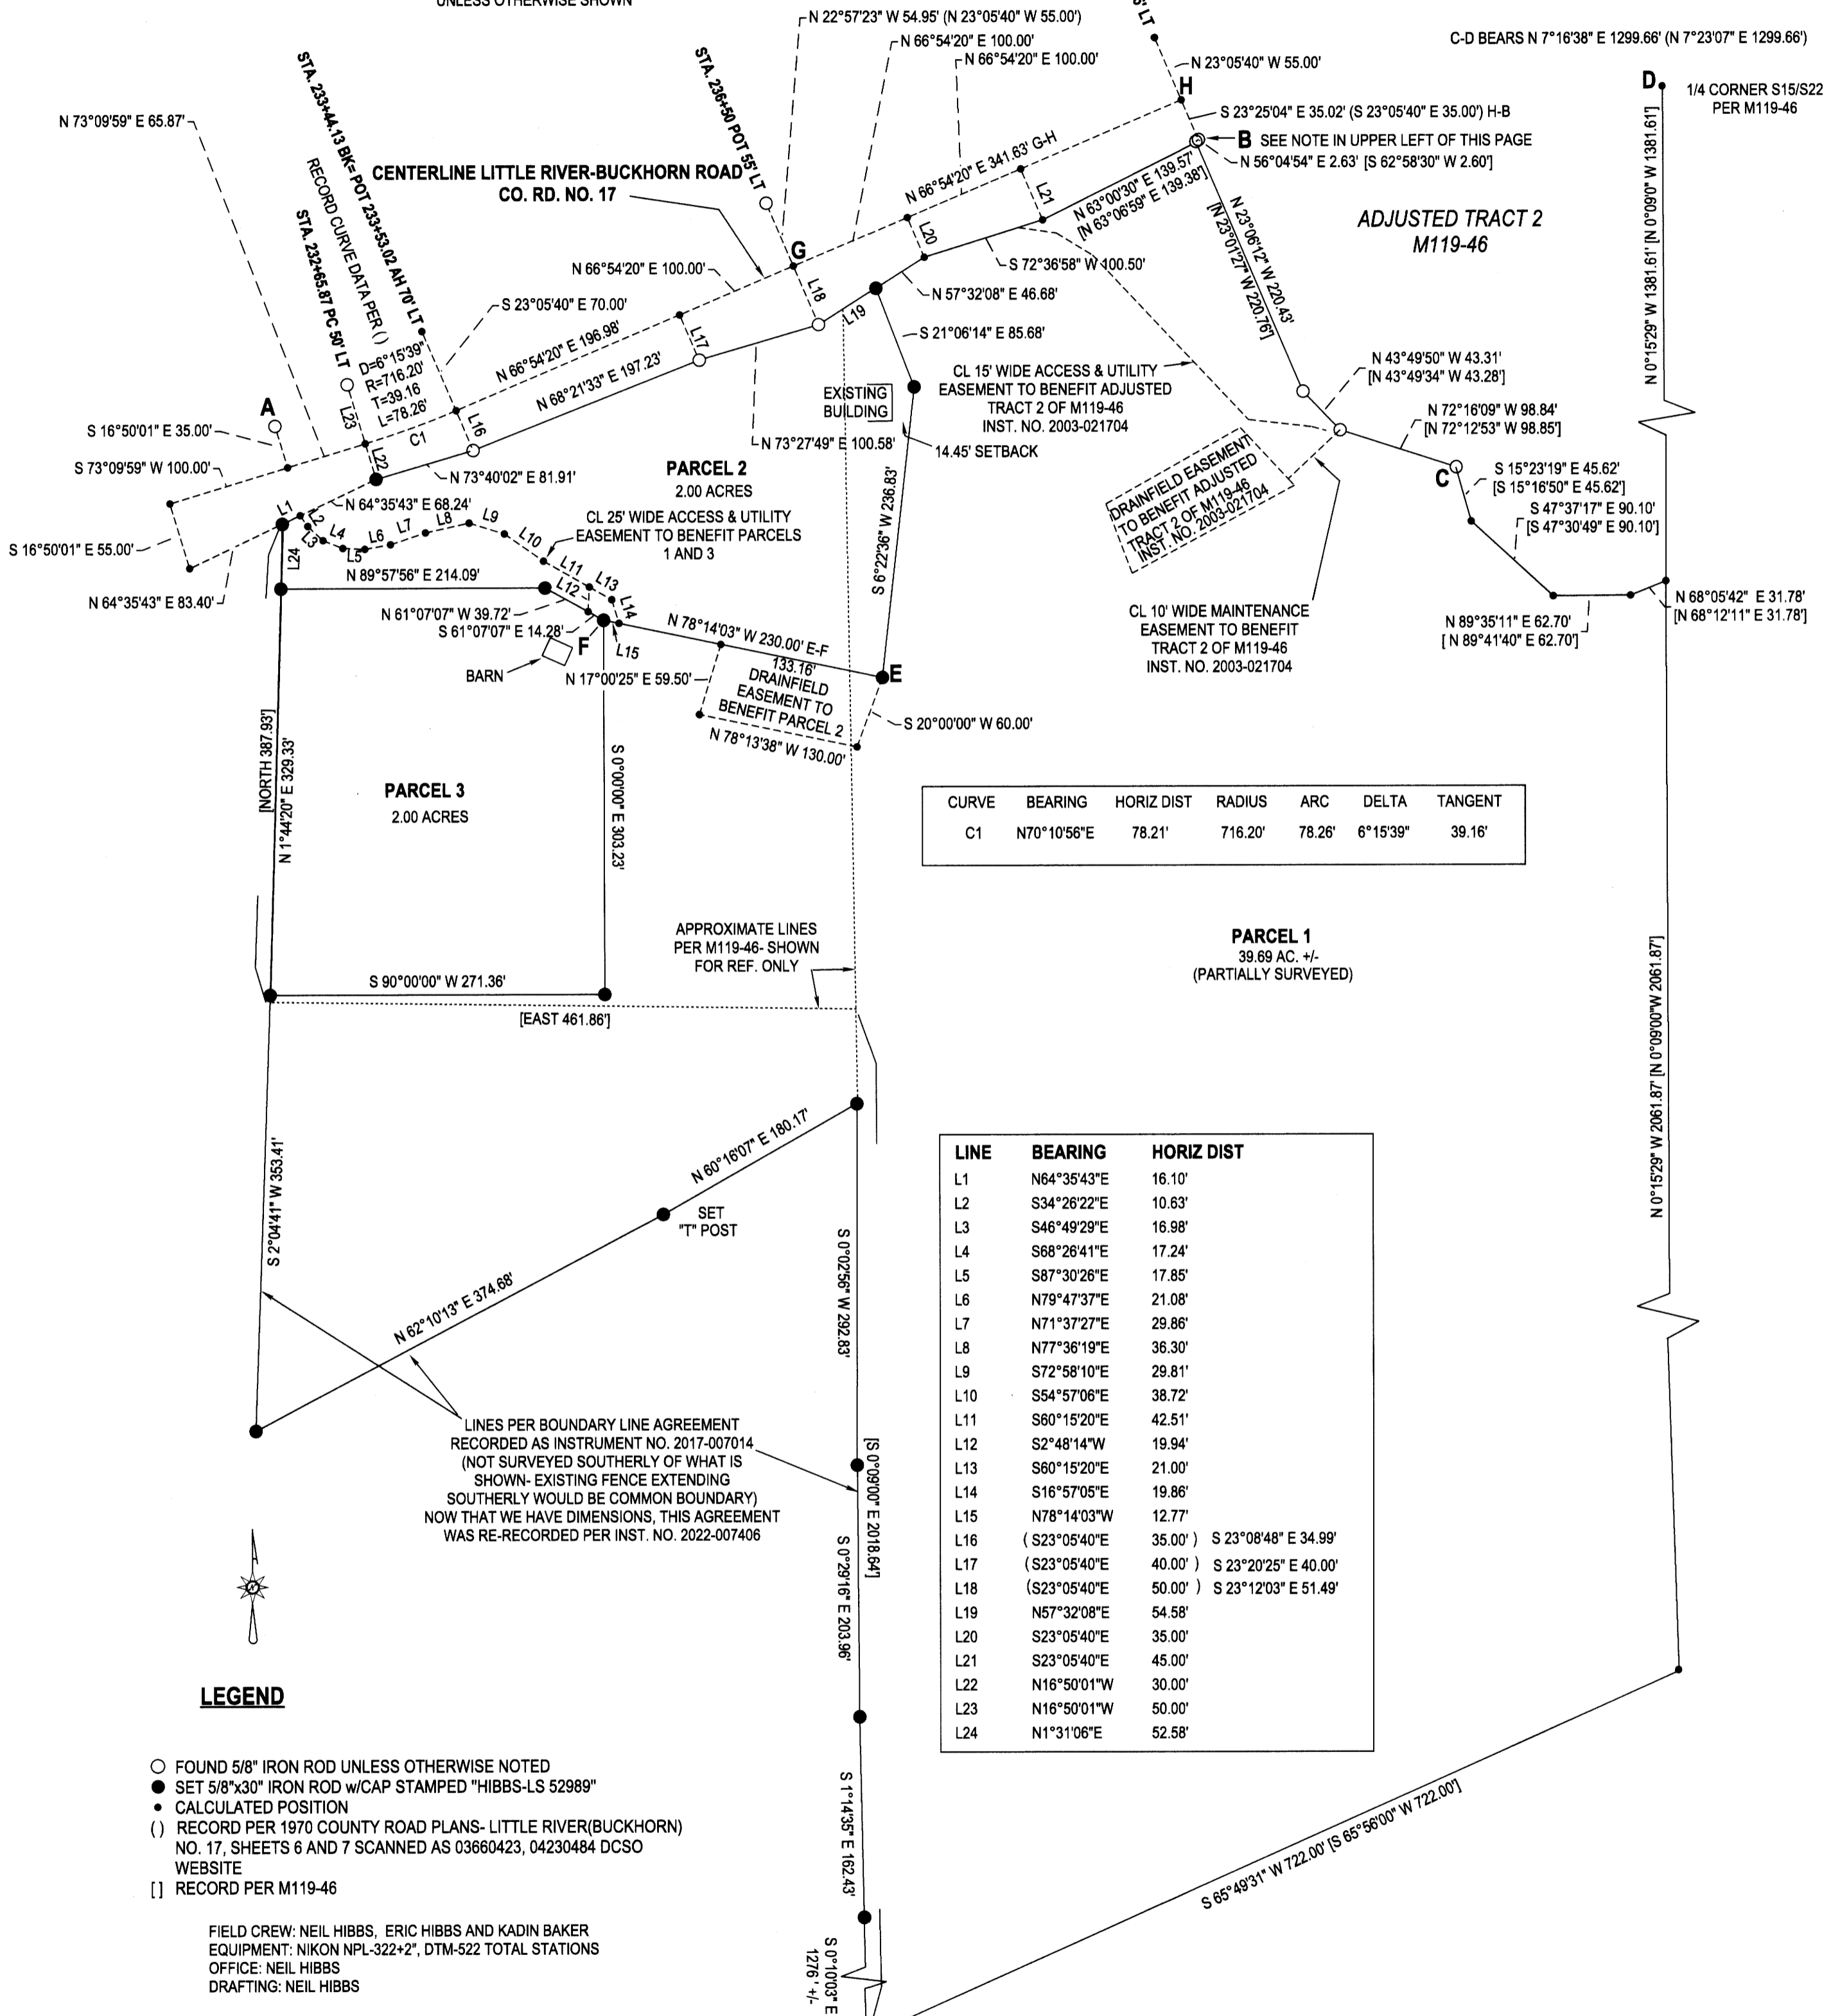 UNLESS OTHERWISE SHOWN
N 22°57'23" W 54.95' (N 23°05'40" W 55.00')
N 66°54'20" E 100.00'
N 66°54'20" E 100.00'
' LT
C-D BEARS N 7°16'38" E 1299.66' (N 7°23'07" E 1299.66')
N 23°05'40" W 55.00'
H
S 23°25'04" E 35.02' (S 23°05'40" E 35.00') H-B
B SEE NOTE IN UPPER LEFT OF THIS PAGE
N 56°04'54" E 2.63' [S 62°58'30" W 2.60']
D
1/4 CORNER S15/S22
PER M119-46
N 0°15'29" W 1381.61' [N 0°09'0" W 1381.61']
N 73°09'59" E 65.87'
STA. 233+44.13 BK= POT 233+53.02 AH 70' LT
RECORD CURVE DATA PER ( )
D=6°15'39"
R=716.20'
T=39.16
L=78.26'
STA. 232+65.87 PC 50' LT
STA. 236+50 POT 55' LT
CENTERLINE LITTLE RIVER-BUCKHORN ROAD
CO. RD. NO. 17
G
N 66°54'20" E 341.63' G-H
L20
L21
N 63°00'30" E 139.57'
[N 63°06'59" E 139.38']
N 23°06'12" W 220.43'
[N 23°01'27" W 220.76']
ADJUSTED TRACT 2
M119-46
N 66°54'20" E 100.00'
S 23°05'40" E 70.00'
N 66°54'20" E 196.98'
L17
L18
L19
S 72°36'58" W 100.50'
N 57°32'08" E 46.68'
S 21°06'14" E 85.68'
N 68°21'33" E 197.23'
A
L23
C1
L16
L22
S 16°50'01" E 35.00'
S 73°09'59" W 100.00'
S 16°50'01" E 55.00'
N 64°35'43" E 83.40'
N 73°40'02" E 81.91'
N 64°35'43" E 68.24'
N 73°27'49" E 100.58'
EXISTING
BUILDING
14.45' SETBACK
CL 15' WIDE ACCESS & UTILITY
EASEMENT TO BENEFIT ADJUSTED
TRACT 2 OF M119-46
INST. NO. 2003-021704
N 43°49'50" W 43.31'
[N 43°49'34" W 43.28']
N 72°16'09" W 98.84'
[N 72°12'53" W 98.85']
C
S 15°23'19" E 45.62'
[S 15°16'50" E 45.62']
S 47°37'17" E 90.10'
[S 47°30'49" E 90.10']
N 68°05'42" E 31.78'
[N 68°12'11" E 31.78']
N 89°35'11" E 62.70'
[ N 89°41'40" E 62.70']
DRAINFIELD EASEMENT
TO BENEFIT ADJUSTED
TRACT 2 OF M119-46
INST. NO. 2003-021704
CL 10' WIDE MAINTENANCE
EASEMENT TO BENEFIT
TRACT 2 OF M119-46
INST. NO. 2003-021704
PARCEL 2
2.00 ACRES
CL 25' WIDE ACCESS & UTILITY
EASEMENT TO BENEFIT PARCELS
1 AND 3
L1
L2
L3
L4
L5
L6
L7
L8
L9
L10
L11
L12
L13
L14
L15
L24
N 89°57'56" E 214.09'
N 61°07'07" W 39.72'
S 61°07'07" E 14.28'
F
BARN
N 78°14'03" W 230.00' E-F
133.16'
DRAINFIELD
EASEMENT TO
BENEFIT PARCEL 2
N 17°00'25" E 59.50'
N 78°13'38" W 130.00'
S 6°22'36" W 236.83'
E
S 20°00'00" W 60.00'
[NORTH 387.93']
N 1°44'20" E 329.33'
PARCEL 3
2.00 ACRES
S 0°00'00" E 303.23'
S 90°00'00" W 271.36'
[EAST 461.86']
APPROXIMATE LINES
PER M119-46- SHOWN
FOR REF. ONLY
CURVE BEARING HORIZ DIST RADIUS ARC DELTA TANGENT
C1 N70°10'56"E 78.21' 716.20' 78.26' 6°15'39" 39.16'
PARCEL 1
39.69 AC. +/-
(PARTIALLY SURVEYED)
N 0°15'29" W 2061.87' [N 0°09'00"W 2061.87']
S 2°04'41" W 353.41'
N 60°16'07" E 180.17'
SET
"T" POST
N 62°10'13" E 374.68'
S 0°02'56" W 292.83'
[S 0°09'00" E 2018.64']
S 0°29'16" E 203.96'
S 1°14'35" E 162.43'
S 0°10'03" E
1276 ' +/-
S 65°49'31" W 722.00' [S 65°56'00" W 722.00']
LINES PER BOUNDARY LINE AGREEMENT
RECORDED AS INSTRUMENT NO. 2017-007014
(NOT SURVEYED SOUTHERLY OF WHAT IS
SHOWN- EXISTING FENCE EXTENDING
SOUTHERLY WOULD BE COMMON BOUNDARY)
NOW THAT WE HAVE DIMENSIONS, THIS AGREEMENT
WAS RE-RECORDED PER INST. NO. 2022-007406
LINE BEARING HORIZ DIST
L1 N64°35'43"E 16.10'
L2 S34°26'22"E 10.63'
L3 S46°49'29"E 16.98'
L4 S68°26'41"E 17.24'
L5 S87°30'26"E 17.85'
L6 N79°47'37"E 21.08'
L7 N71°37'27"E 29.86'
L8 N77°36'19"E 36.30'
L9 S72°58'10"E 29.81'
L10 S54°57'06"E 38.72'
L11 S60°15'20"E 42.51'
L12 S2°48'14"W 19.94'
L13 S60°15'20"E 21.00'
L14 S16°57'05"E 19.86'
L15 N78°14'03"W 12.77'
L16 ( S23°05'40"E 35.00' ) S 23°08'48" E 34.99'
L17 (S23°05'40"E 40.00' ) S 23°20'25" E 40.00'
L18 (S23°05'40"E 50.00' ) S 23°12'03" E 51.49'
L19 N57°32'08"E 54.58'
L20 S23°05'40"E 35.00'
L21 S23°05'40"E 45.00'
L22 N16°50'01"W 30.00'
L23 N16°50'01"W 50.00'
L24 N1°31'06"E 52.58'
LEGEND
FOUND 5/8" IRON ROD UNLESS OTHERWISE NOTED
SET 5/8"x30" IRON ROD w/CAP STAMPED "HIBBS-LS 52989"
CALCULATED POSITION
( ) RECORD PER 1970 COUNTY ROAD PLANS- LITTLE RIVER(BUCKHORN)
NO. 17, SHEETS 6 AND 7 SCANNED AS 03660423, 04230484 DCSO
WEBSITE
[ ] RECORD PER M119-46
FIELD CREW: NEIL HIBBS, ERIC HIBBS AND KADIN BAKER
EQUIPMENT: NIKON NPL-322+2", DTM-522 TOTAL STATIONS
OFFICE: NEIL HIBBS
DRAFTING: NEIL HIBBS